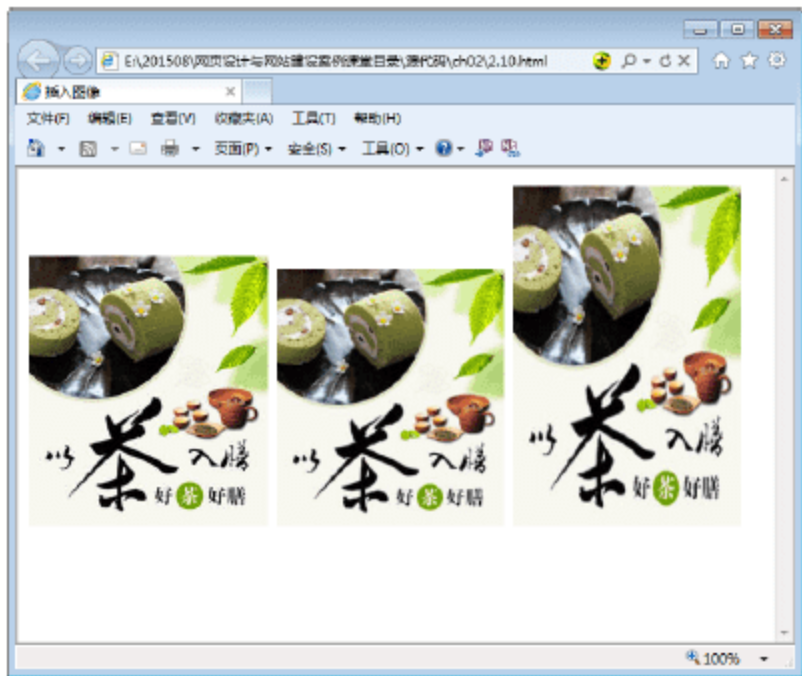 E:\201508\网页设计与网站建设案例课堂目录\源代码\ch02\2.10.html
插入图像
文件(F) 编辑(E) 查看(V) 收藏夹(A) 工具(T) 帮助(H)
页面(P) 安全(S) 工具(O)
以茶入膳
好茶好膳
以茶入膳
好茶好膳
以茶入膳
好茶好膳
100%